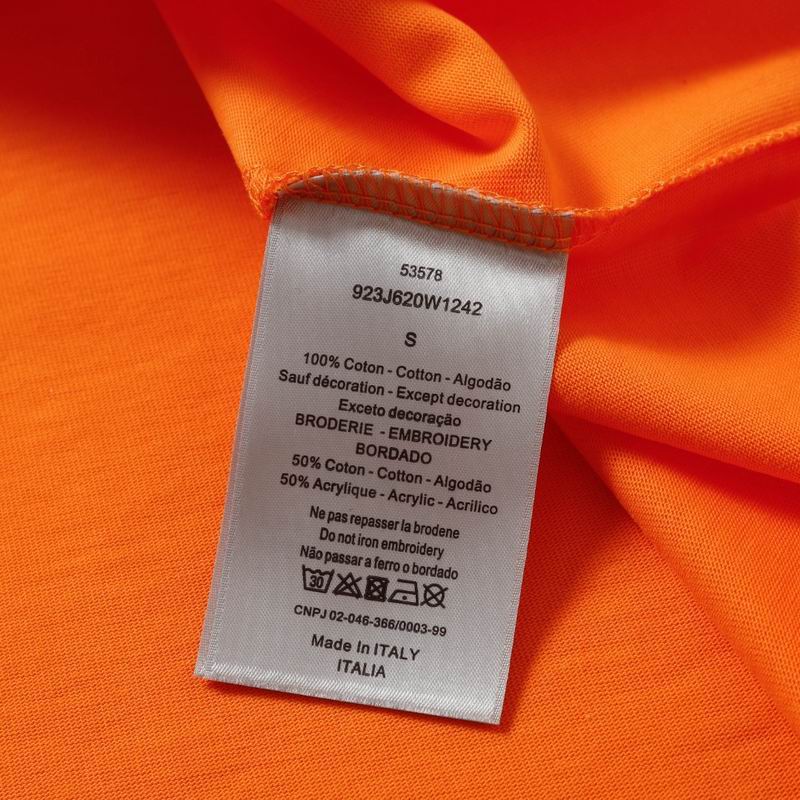 53578
923J620W1242
S
100% Coton - Cotton - Algodão
Sauf décoration - Except decoration
Exceto decoração
BRODERIE - EMBROIDERY
BORDADO
50% Coton - Cotton - Algodão
50% Acrylique - Acrylic - Acrilico
Ne pas repasser la brodene
Do not iron embroidery
Não passar a ferro o bordado
30
CNPJ 02-046-366/0003-99
Made In ITALY
ITALIA